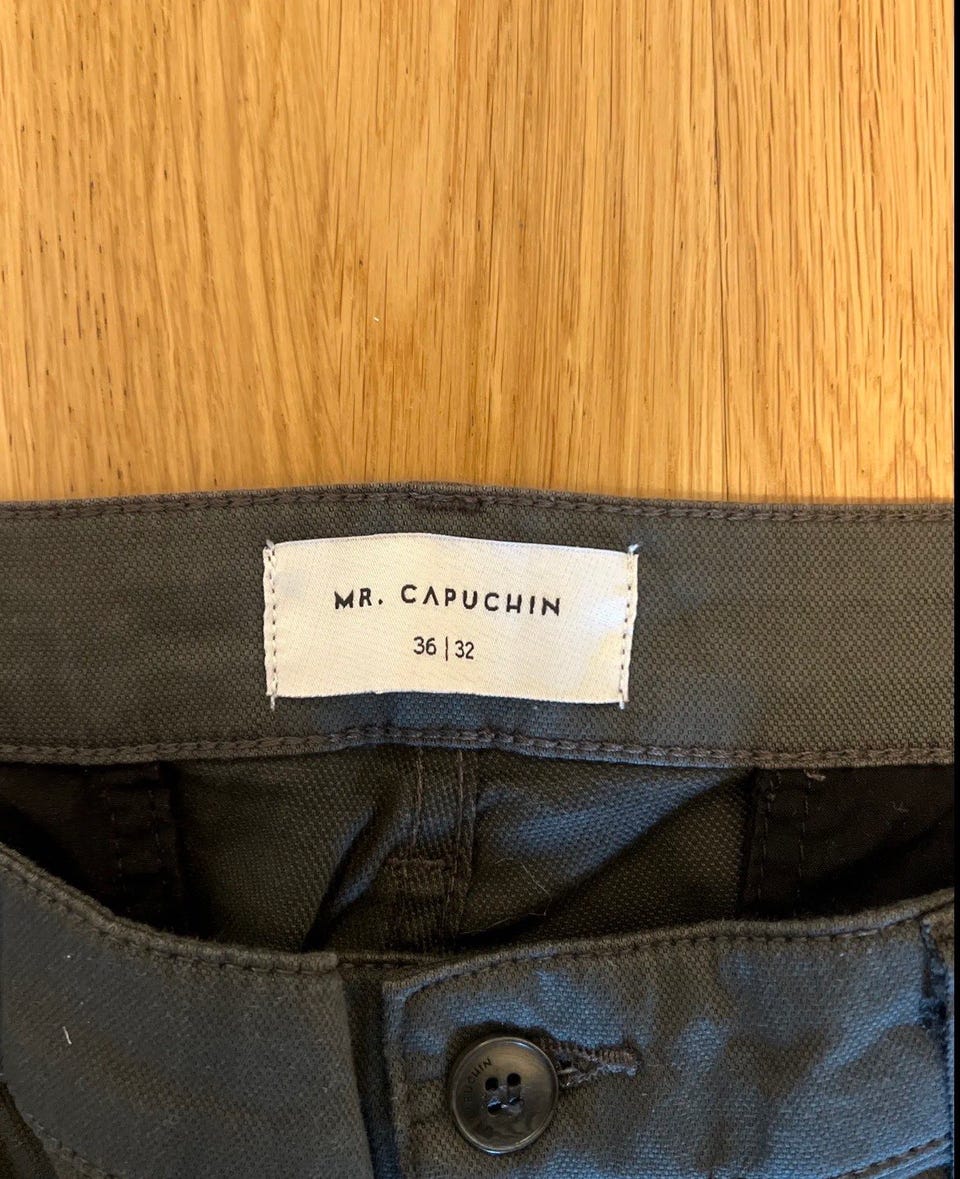 MR. CAPUCHIN
36 | 32